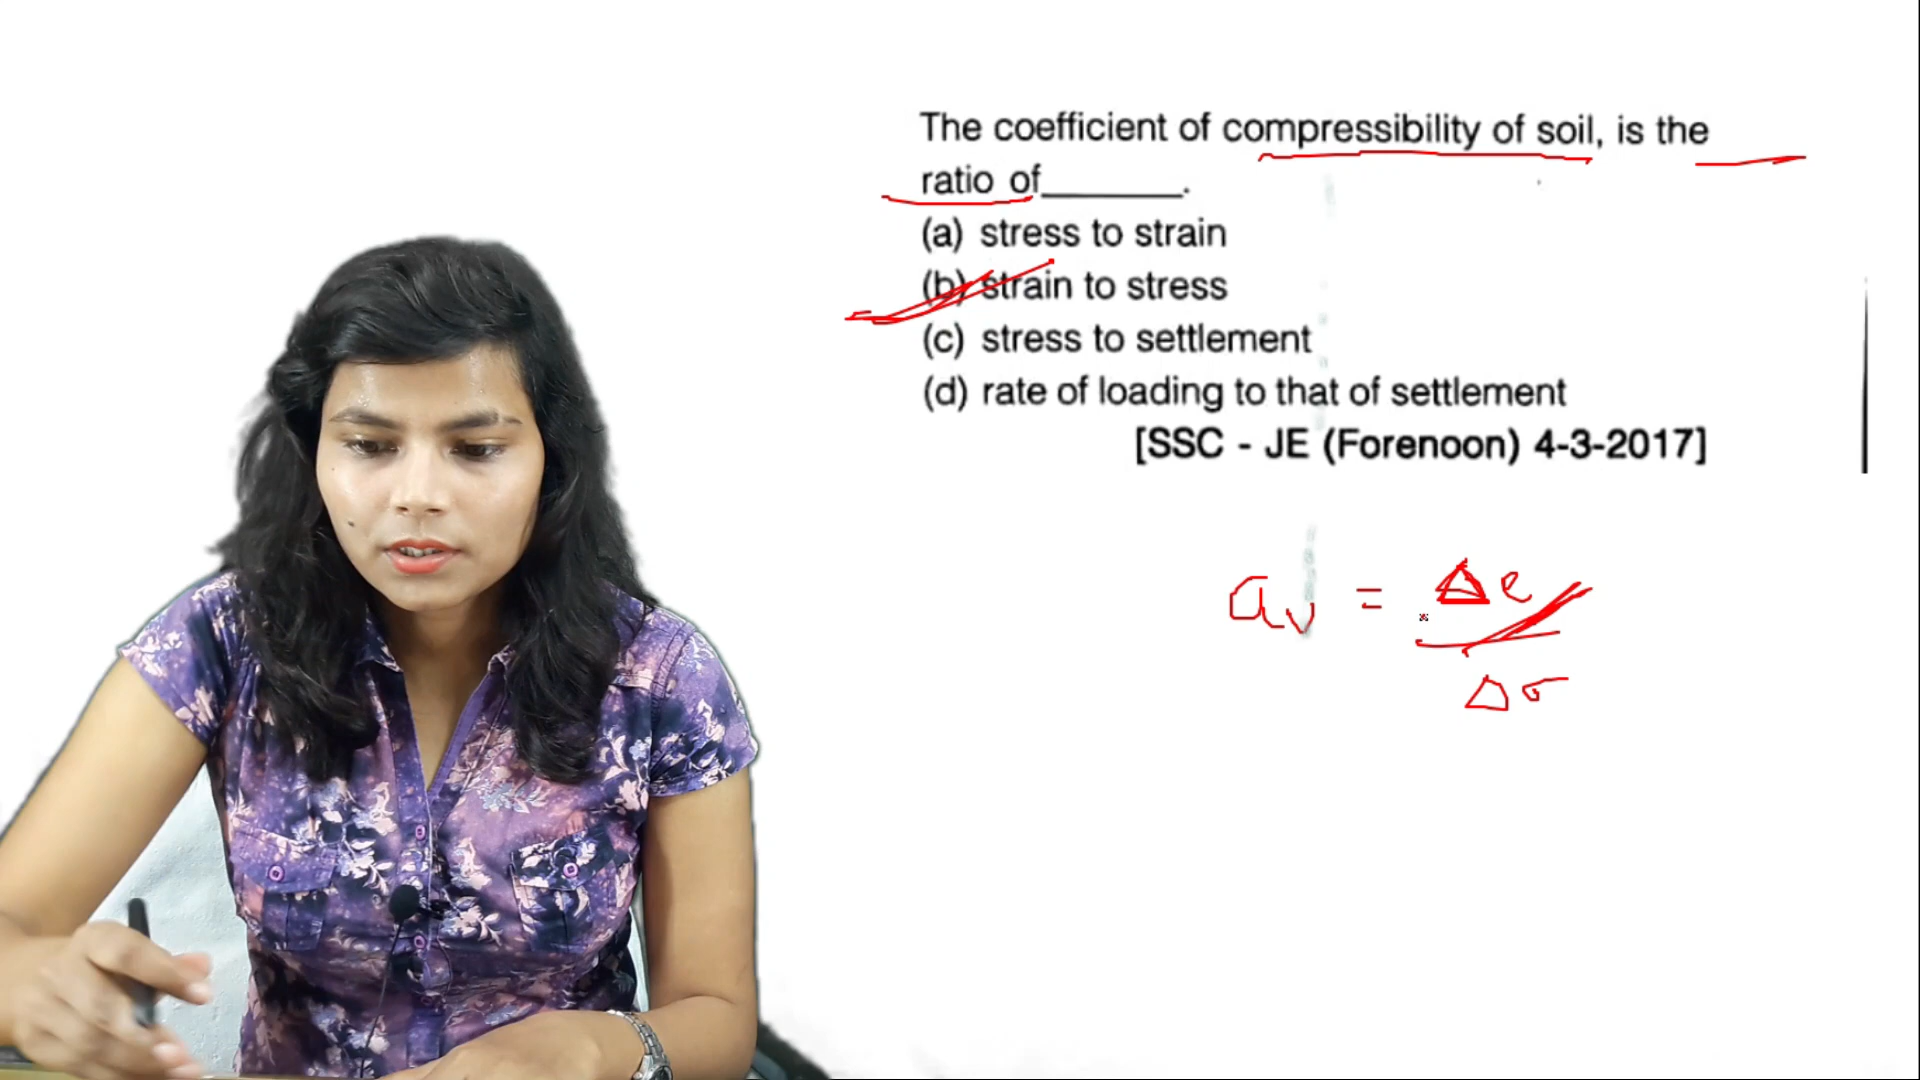 The coefficient of compressibility of soil, is the
ratio of_______.
(a) stress to strain
(b) strain to stress
(c) stress to settlement
(d) rate of loading to that of settlement
[SSC - JE (Forenoon) 4-3-2017]
av = Δe
Δσ